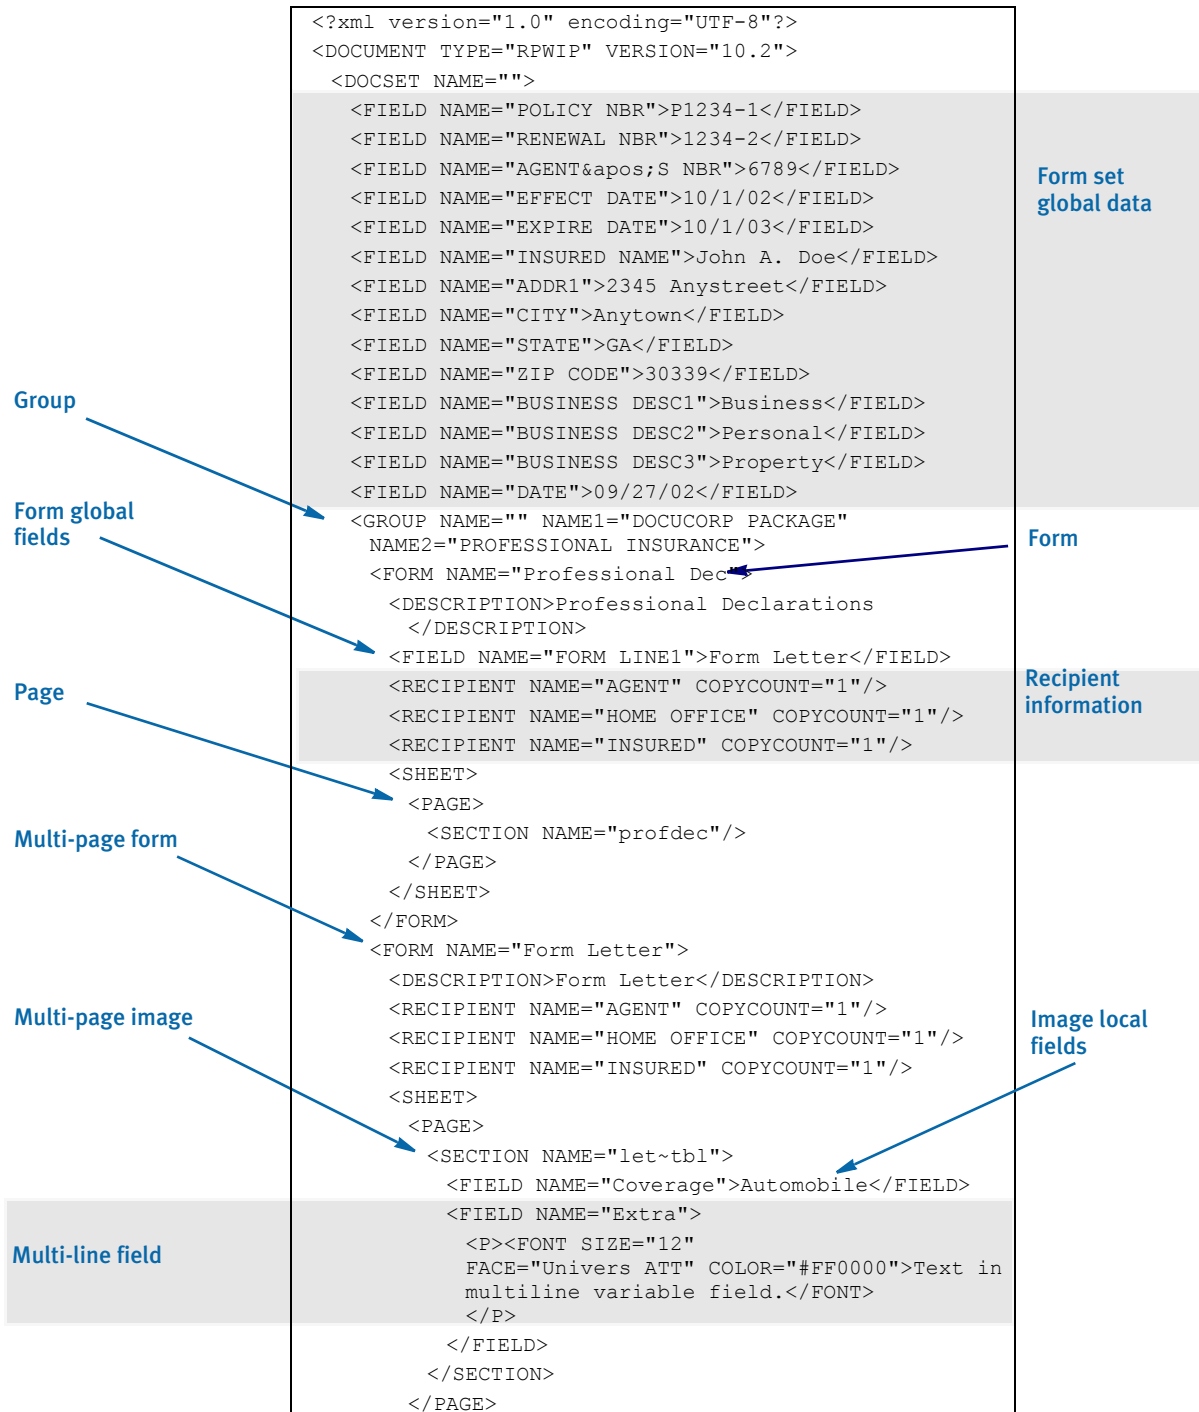 <?xml version="1.0" encoding="UTF-8"?>
<DOCUMENT TYPE="RPWIP" VERSION="10.2">
<DOCSET NAME="">
<FIELD NAME="POLICY NBR">P1234-1</FIELD>
<FIELD NAME="RENEWAL NBR">1234-2</FIELD>
<FIELD NAME="AGENT&apos;S NBR">6789</FIELD>
<FIELD NAME="EFFECT DATE">10/1/02</FIELD>
<FIELD NAME="EXPIRE DATE">10/1/03</FIELD>
<FIELD NAME="INSURED NAME">John A. Doe</FIELD>
<FIELD NAME="ADDR1">2345 Anystreet</FIELD>
<FIELD NAME="CITY">Anytown</FIELD>
<FIELD NAME="STATE">GA</FIELD>
<FIELD NAME="ZIP CODE">30339</FIELD>
<FIELD NAME="BUSINESS DESC1">Business</FIELD>
<FIELD NAME="BUSINESS DESC2">Personal</FIELD>
<FIELD NAME="BUSINESS DESC3">Property</FIELD>
<FIELD NAME="DATE">09/27/02</FIELD>
<GROUP NAME="" NAME1="DOCUCORP PACKAGE"
NAME2="PROFESSIONAL INSURANCE">
<FORM NAME="Professional Dec">
<DESCRIPTION>Professional Declarations
</DESCRIPTION>
<FIELD NAME="FORM LINE1">Form Letter</FIELD>
<RECIPIENT NAME="AGENT" COPYCOUNT="1"/>
<RECIPIENT NAME="HOME OFFICE" COPYCOUNT="1"/>
<RECIPIENT NAME="INSURED" COPYCOUNT="1"/>
<SHEET>
<PAGE>
<SECTION NAME="profdec"/>
</PAGE>
</SHEET>
</FORM>
<FORM NAME="Form Letter">
<DESCRIPTION>Form Letter</DESCRIPTION>
<RECIPIENT NAME="AGENT" COPYCOUNT="1"/>
<RECIPIENT NAME="HOME OFFICE" COPYCOUNT="1"/>
<RECIPIENT NAME="INSURED" COPYCOUNT="1"/>
<SHEET>
<PAGE>
<SECTION NAME="let~tbl">
<FIELD NAME="Coverage">Automobile</FIELD>
<FIELD NAME="Extra">
<P><FONT SIZE="12"
FACE="Univers ATT" COLOR="#FF0000">Text in
multiline variable field.</FONT>
</P>
</FIELD>
</SECTION>
</PAGE>
Group
Form global
fields
Page
Multi-page form
Multi-page image
Multi-line field
Form set
global data
Form
Recipient
information
Image local
fields